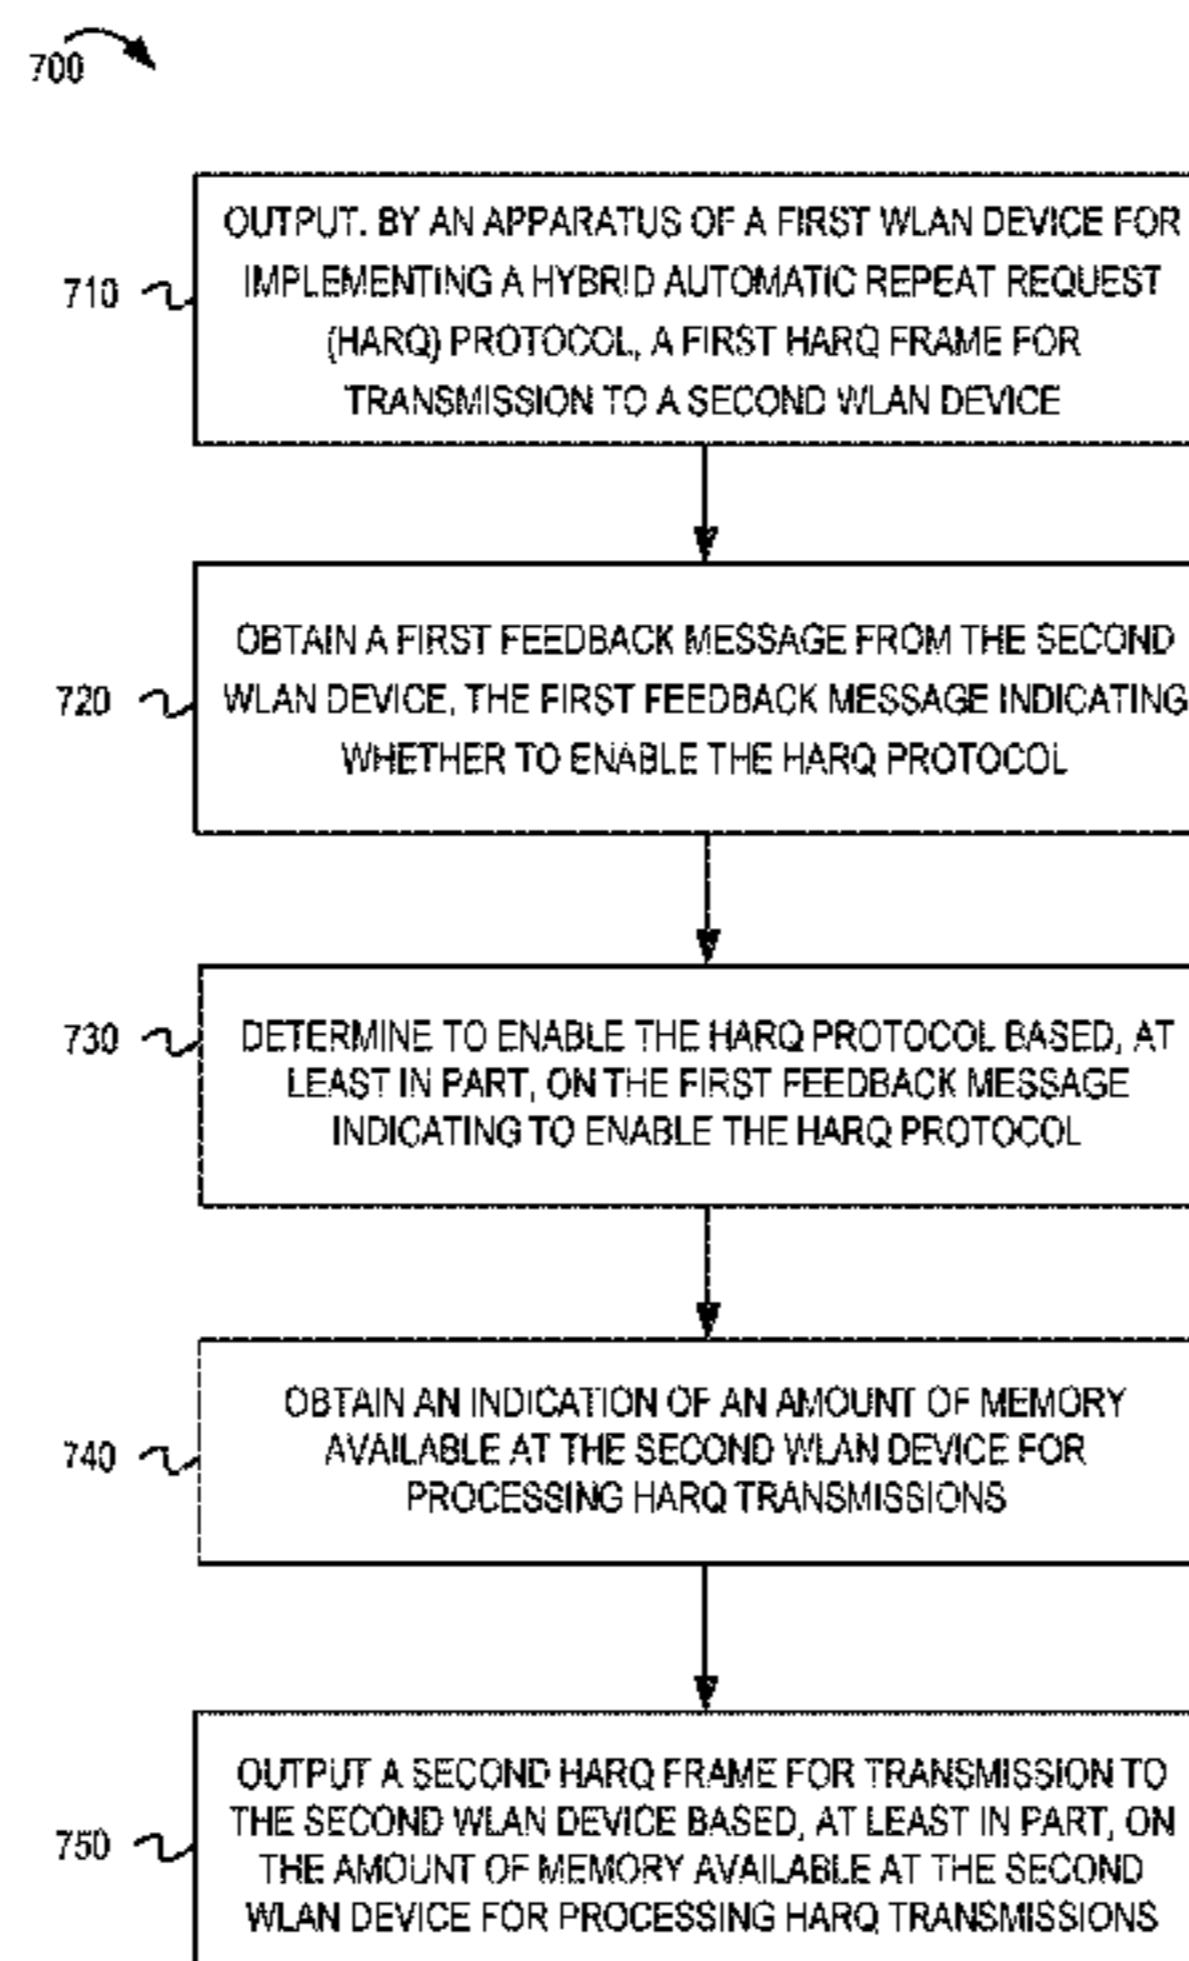 700
710
OUTPUT. BY AN APPARATUS OF A FIRST WLAN DEVICE FOR
IMPLEMENTING A HYBRID AUTOMATIC REPEAT REQUEST
(HARQ) PROTOCOL, A FIRST HARQ FRAME FOR
TRANSMISSION TO A SECOND WLAN DEVICE
720
OBTAIN A FIRST FEEDBACK MESSAGE FROM THE SECOND
WLAN DEVICE, THE FIRST FEEDBACK MESSAGE INDICATING
WHETHER TO ENABLE THE HARQ PROTOCOL
730
DETERMINE TO ENABLE THE HARQ PROTOCOL BASED, AT
LEAST IN PART, ON THE FIRST FEEDBACK MESSAGE
INDICATING TO ENABLE THE HARQ PROTOCOL
740
OBTAIN AN INDICATION OF AN AMOUNT OF MEMORY
AVAILABLE AT THE SECOND WLAN DEVICE FOR
PROCESSING HARQ TRANSMISSIONS
750
OUTPUT A SECOND HARQ FRAME FOR TRANSMISSION TO
THE SECOND WLAN DEVICE BASED, AT LEAST IN PART, ON
THE AMOUNT OF MEMORY AVAILABLE AT THE SECOND
WLAN DEVICE FOR PROCESSING HARQ TRANSMISSIONS